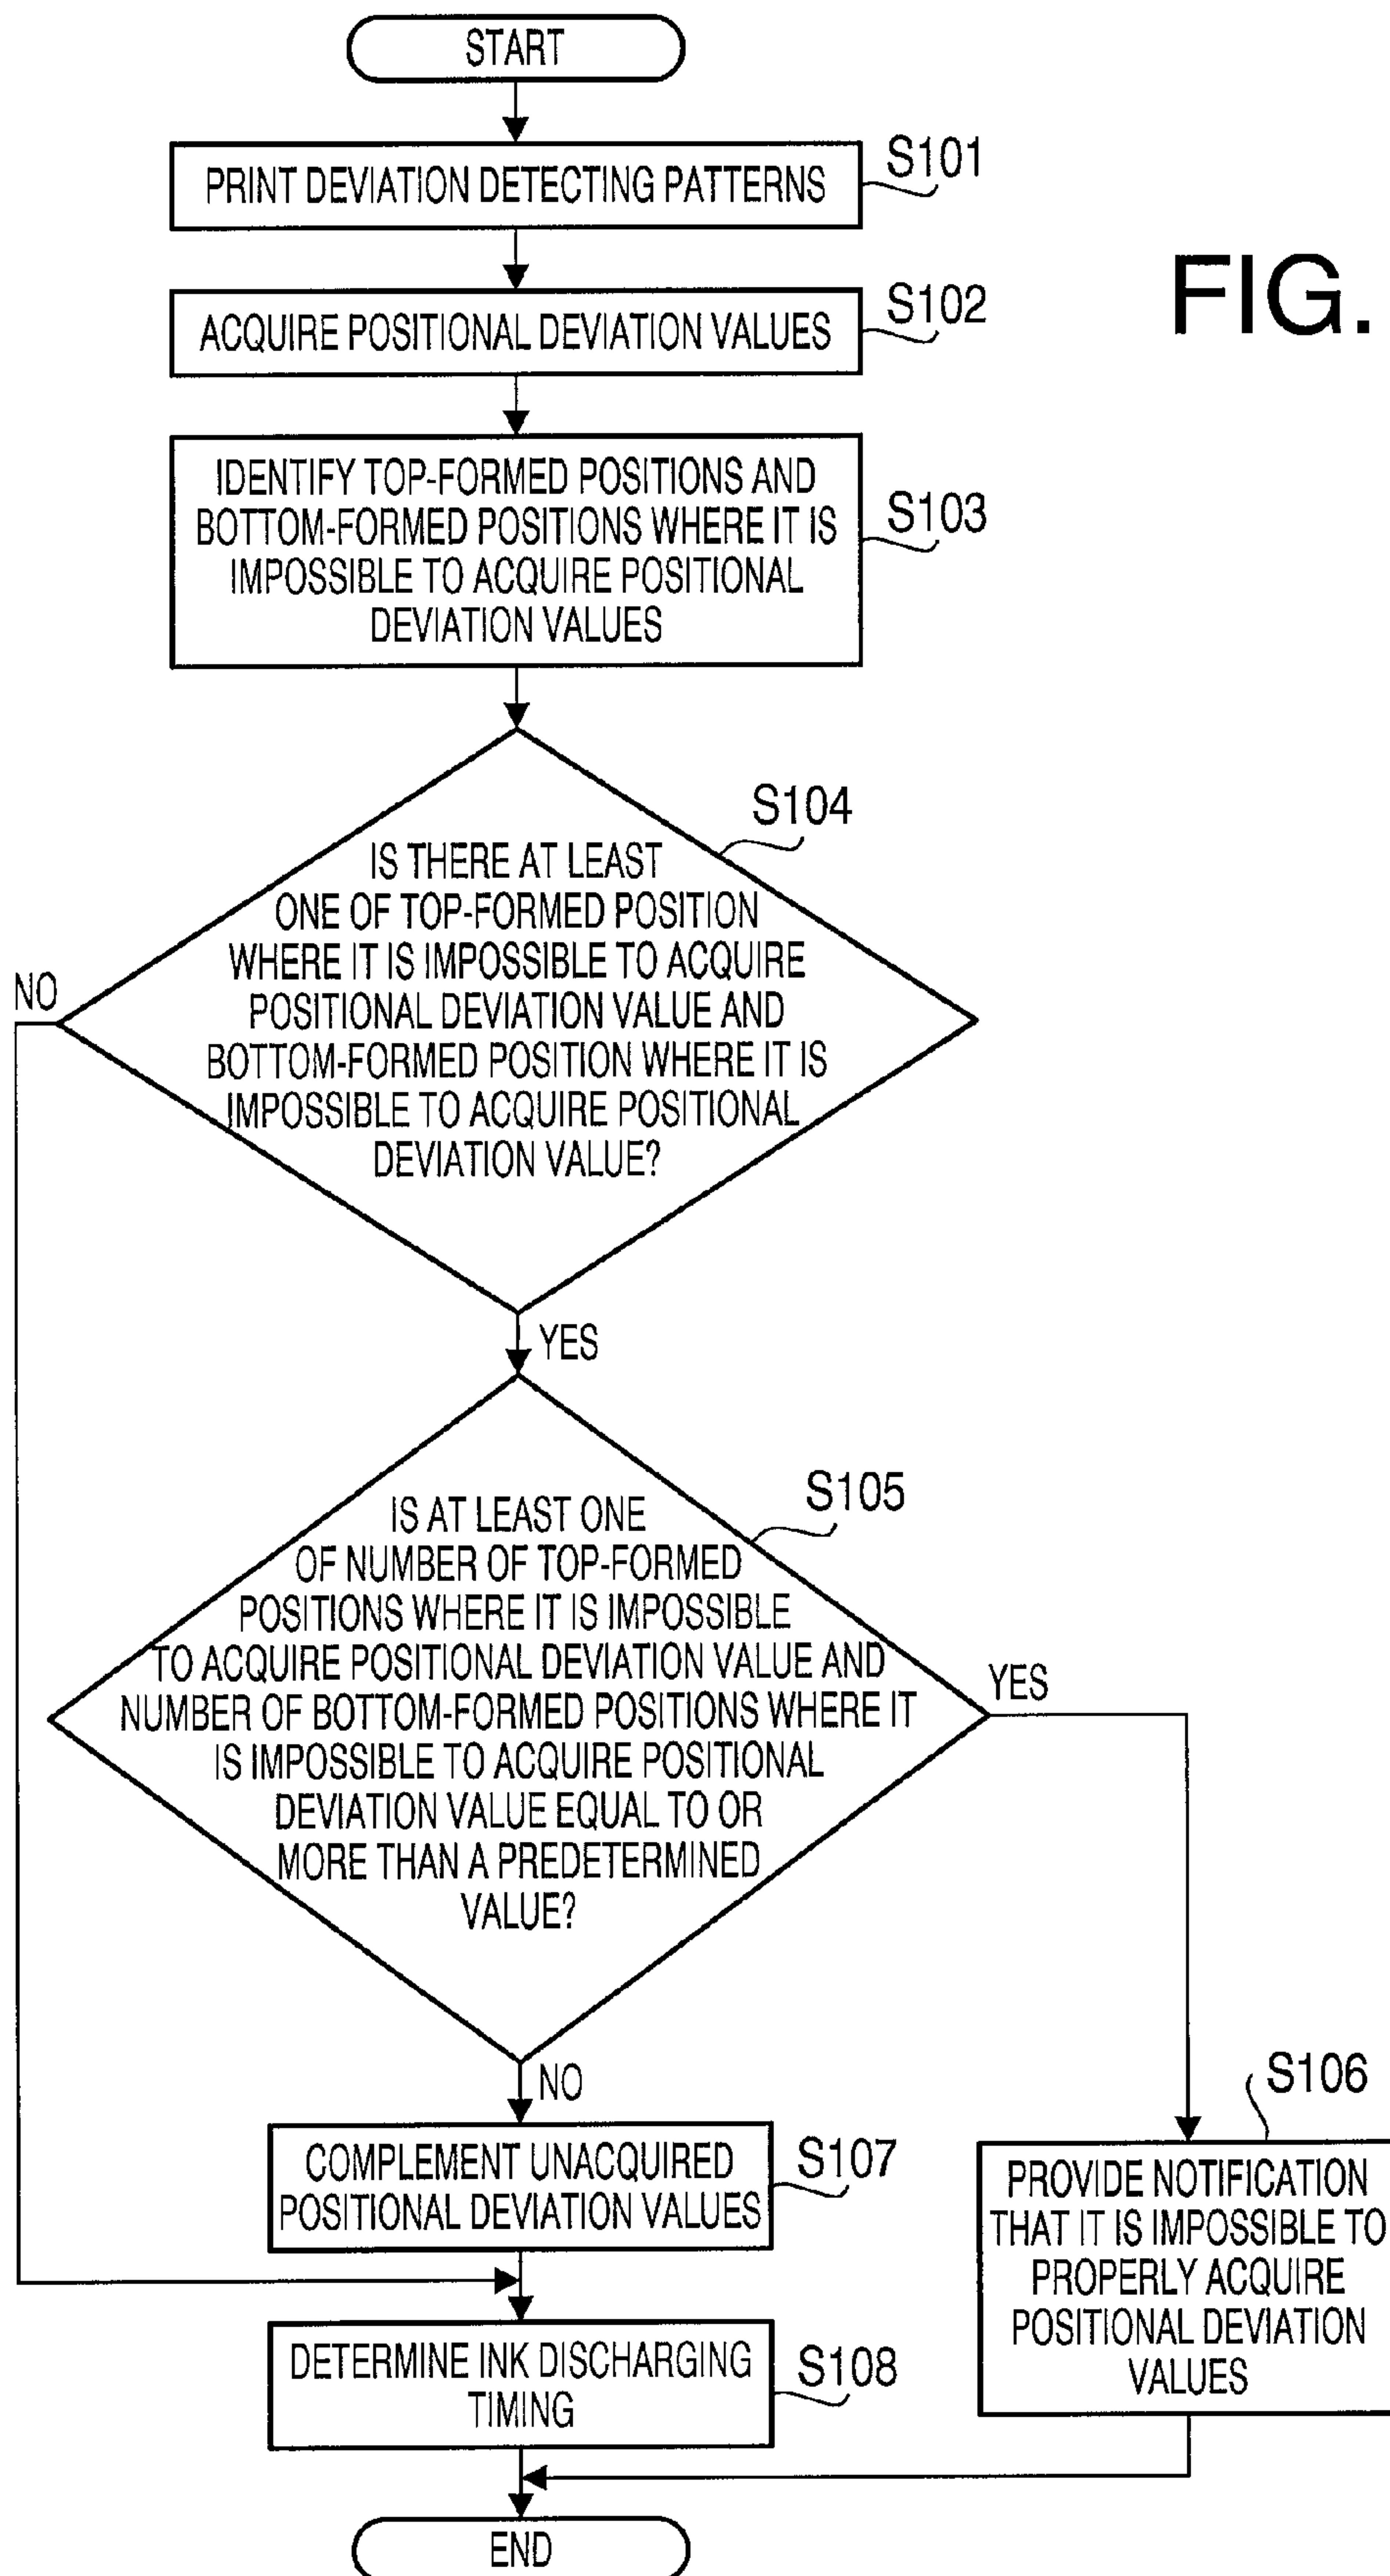 START
PRINT DEVIATION DETECTING PATTERNS
S101
FIG.
ACQUIRE POSITIONAL DEVIATION VALUES
S102
IDENTIFY TOP-FORMED POSITIONS AND
BOTTOM-FORMED POSITIONS WHERE IT IS
IMPOSSIBLE TO ACQUIRE POSITIONAL
DEVIATION VALUES
S103
S104
IS THERE AT LEAST
ONE OF TOP-FORMED POSITION
WHERE IT IS IMPOSSIBLE TO ACQUIRE
POSITIONAL DEVIATION VALUE AND
BOTTOM-FORMED POSITION WHERE IT IS
IMPOSSIBLE TO ACQUIRE POSITIONAL
DEVIATION VALUE?
NO
YES
S105
IS AT LEAST ONE
OF NUMBER OF TOP-FORMED
POSITIONS WHERE IT IS IMPOSSIBLE
TO ACQUIRE POSITIONAL DEVIATION VALUE AND
NUMBER OF BOTTOM-FORMED POSITIONS WHERE IT
IS IMPOSSIBLE TO ACQUIRE POSITIONAL
DEVIATION VALUE EQUAL TO OR
MORE THAN A PREDETERMINED
VALUE?
YES
NO
S106
PROVIDE NOTIFICATION
THAT IT IS IMPOSSIBLE TO
PROPERLY ACQUIRE
POSITIONAL DEVIATION
VALUES
COMPLEMENT UNACQUIRED
POSITIONAL DEVIATION VALUES
S107
DETERMINE INK DISCHARGING
TIMING
S108
END